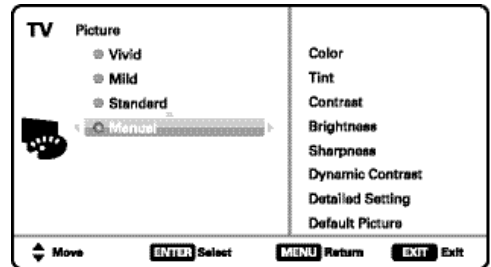 TV
Picture
Vivid
Mild
Standard
Manual
Color
Tint
Contrast
Brightness
Sharpness
Dynamic Contrast
Detailed Setting
Default Picture
Move ENTER Select MENU Return EXIT Exit